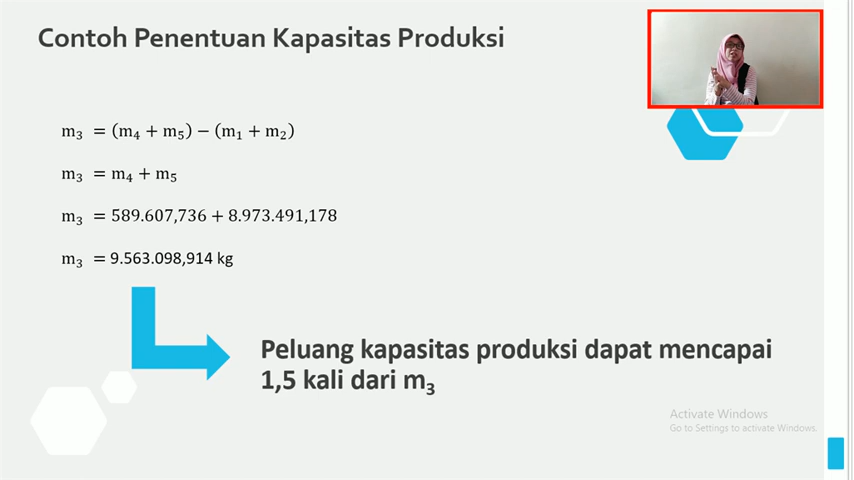 Contoh Penentuan Kapasitas Produksi
m₃ = (m₄ + m₅) − (m₁ + m₂)
m₃ = m₄ + m₅
m₃ = 589.607,736 + 8.973.491,178
m₃ = 9.563.098,914 kg
Peluang kapasitas produksi dapat mencapai
1,5 kali dari m₃
Activate Windows
Go to Settings to activate Windows.